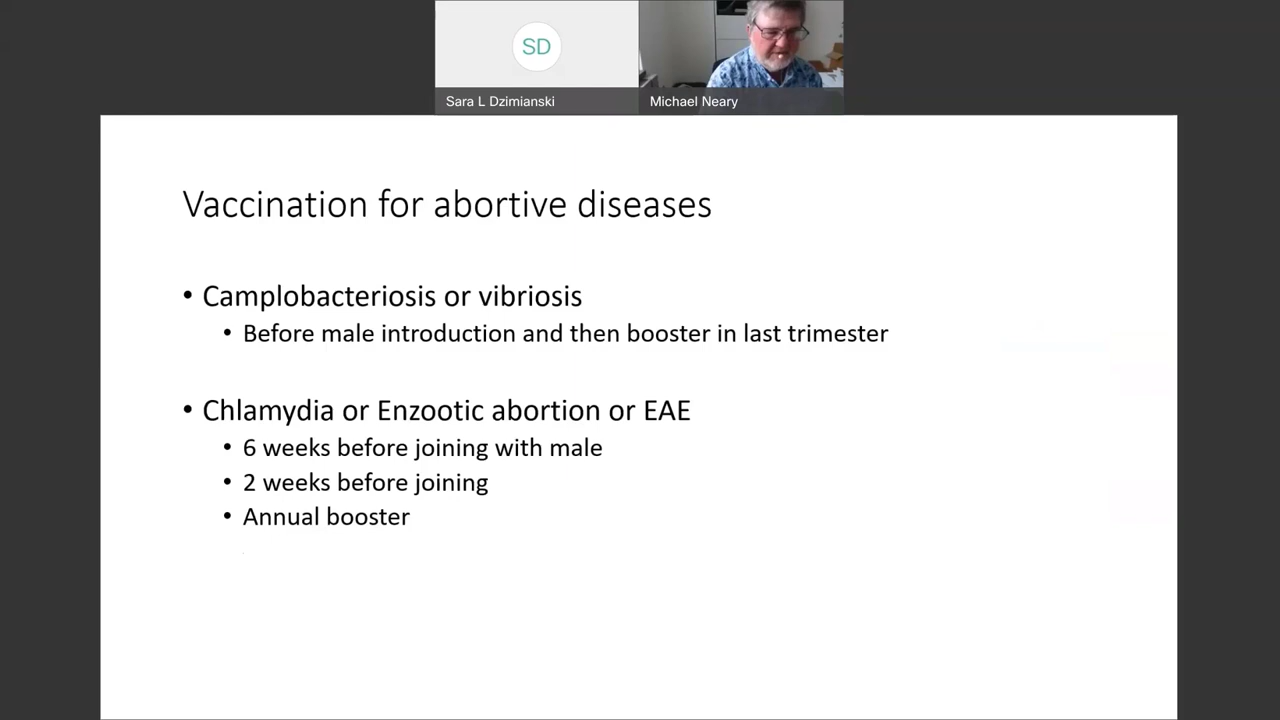 SD
Sara L Dzimianski
Michael Neary
Vaccination for abortive diseases
• Camplobacteriosis or vibriosis
• Before male introduction and then booster in last trimester
• Chlamydia or Enzootic abortion or EAE
• 6 weeks before joining with male
• 2 weeks before joining
• Annual booster